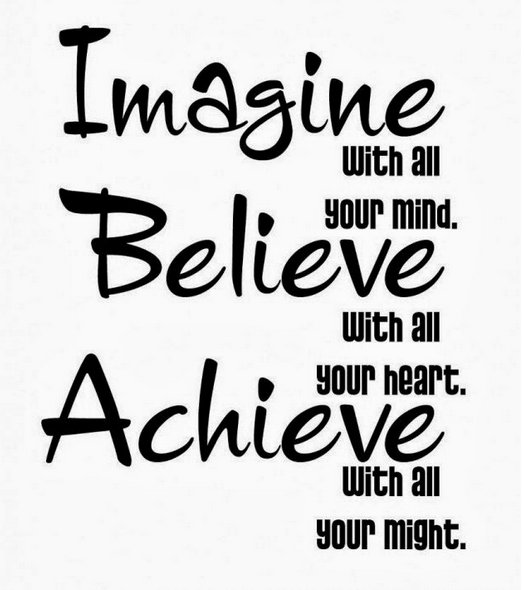 Imagine
With all
your mind.
Believe
With all
your heart.
Achieve
With all
your might.